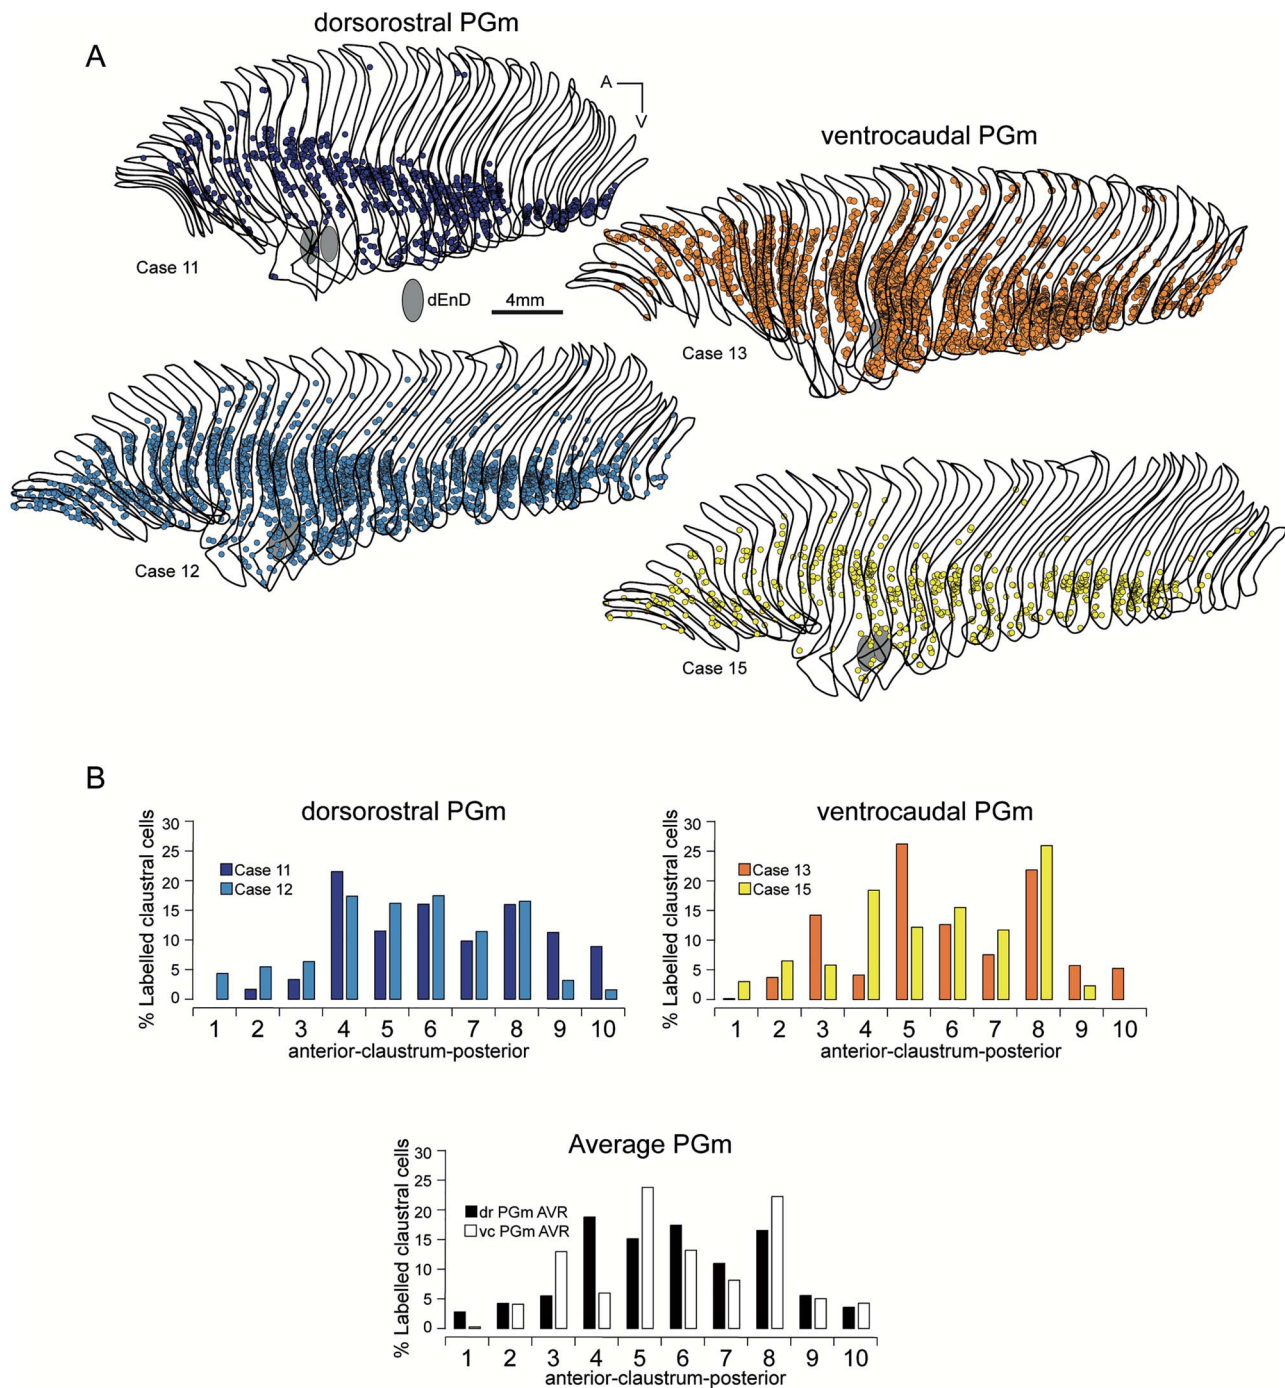 A
dorsorostral PGm
A
V
ventrocaudal PGm
Case 11
dEnD
4mm
Case 13
Case 12
Case 15
B
dorsorostral PGm
% Labelled claustral cells
30
25
20
15
10
5
0
Case 11
Case 12
1 2 3 4 5 6 7 8 9 10
anterior-claustrum-posterior
ventrocaudal PGm
% Labelled claustral cells
30
25
20
15
10
5
0
Case 13
Case 15
1 2 3 4 5 6 7 8 9 10
anterior-claustrum-posterior
Average PGm
% Labelled claustral cells
30
25
20
15
10
5
0
dr PGm AVR
vc PGm AVR
1 2 3 4 5 6 7 8 9 10
anterior-claustrum-posterior